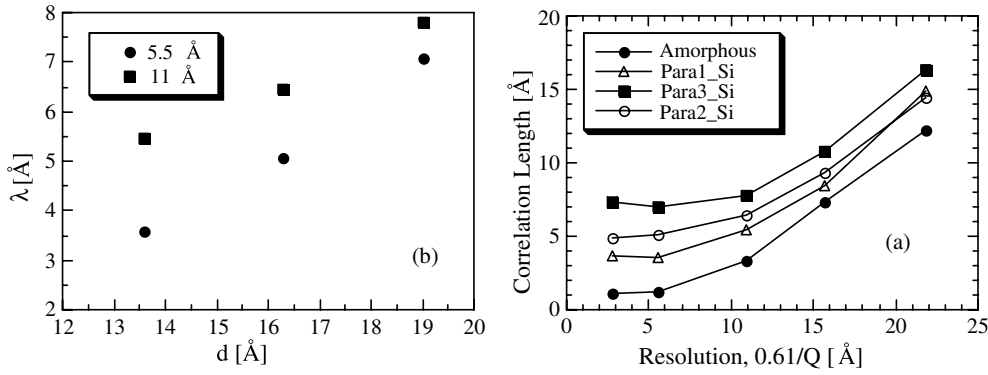 8
7
6
5
4
3
2
λ [Å]
5.5 Å
11 Å
(b)
12 13 14 15 16 17 18 19 20
d [Å]
20
15
10
5
0
Correlation Length [Å]
Amorphous
Para1_Si
Para3_Si
Para2_Si
(a)
0 5 10 15 20 25
Resolution, 0.61/Q [Å]